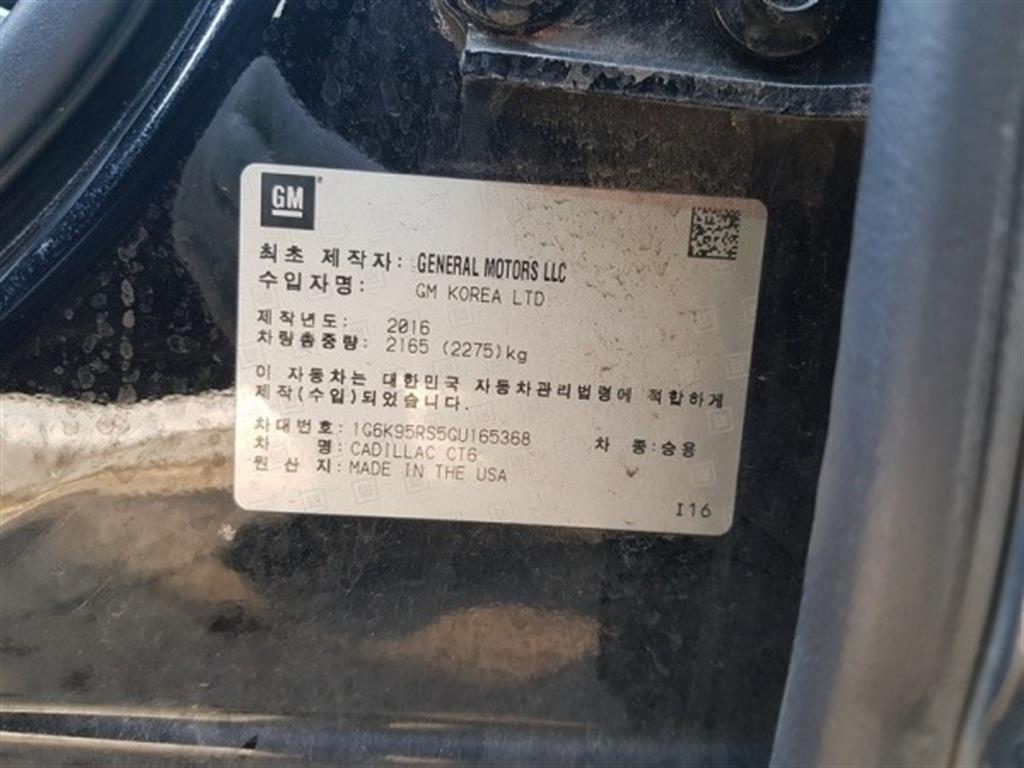 GM
최초 제작자: GENERAL MOTORS LLC
수입자명: GM KOREA LTD
제작년도: 2016
차량총중량: 2165 (2275)kg
이 자동차는 대한민국 자동차관리법령에 적합하게
제작(수입)되었습니다.
차대번호: 1G6K95RS5GU165368 차 종:승용
차 명: CADILLAC CT6
원 산 지: MADE IN THE USA
I16